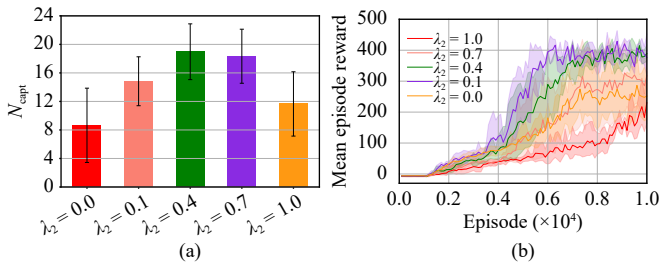 24
20
16
12
8
4
0
N_capt
λ₂ = 0.0
λ₂ = 0.1
λ₂ = 0.4
λ₂ = 0.7
λ₂ = 1.0
(a)
500
400
300
200
100
0
Mean episode reward
λ₂ = 1.0
λ₂ = 0.7
λ₂ = 0.4
λ₂ = 0.1
λ₂ = 0.0
0.0 0.2 0.4 0.6 0.8 1.0
Episode (×10⁴)
(b)